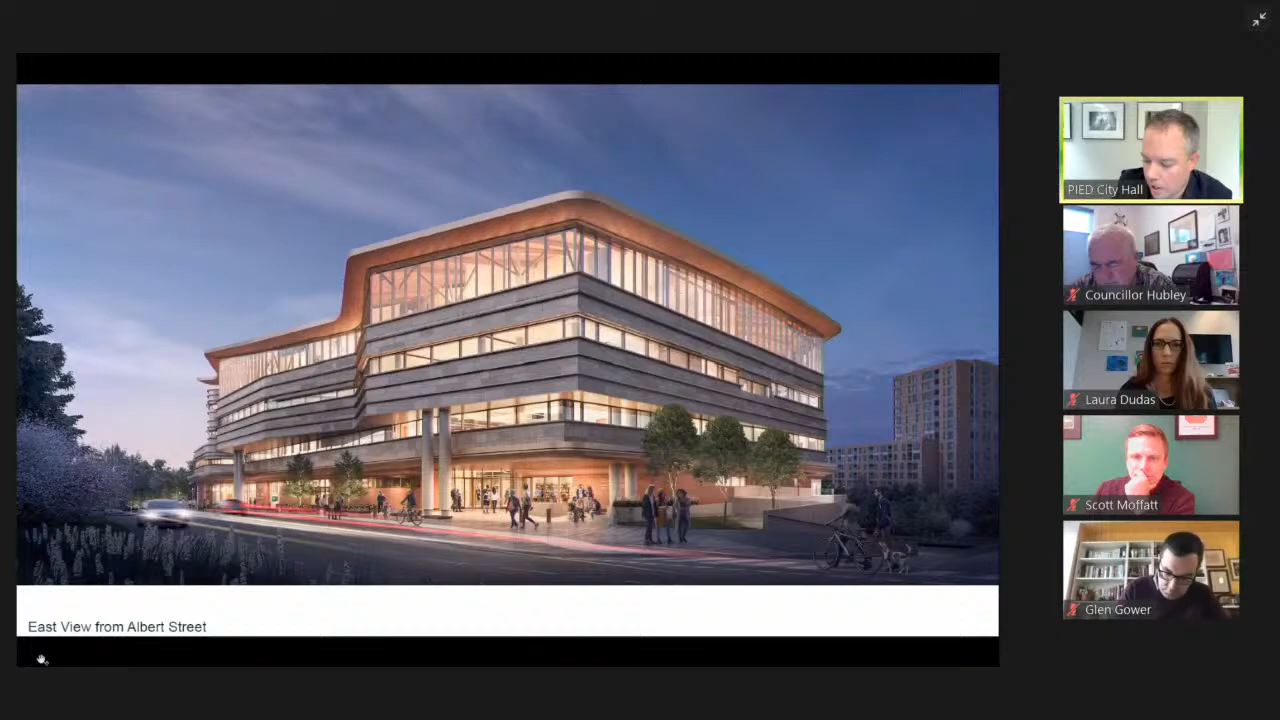 East View from Albert Street
PIED City Hall
Councillor Hubley
Laura Dudas
Scott Moffatt
Glen Gower